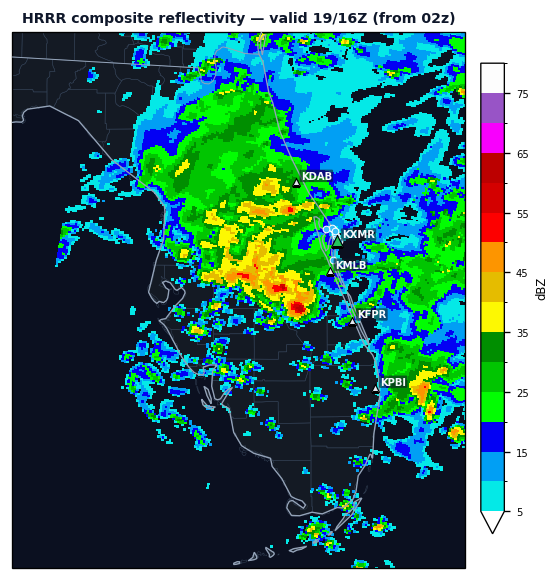 HRRR composite reflectivity — valid 19/16Z (from 02z)
KDAB
KXMR
KMLB
KFPR
KPBI
75
65
55
45
35
25
15
5
dBZ